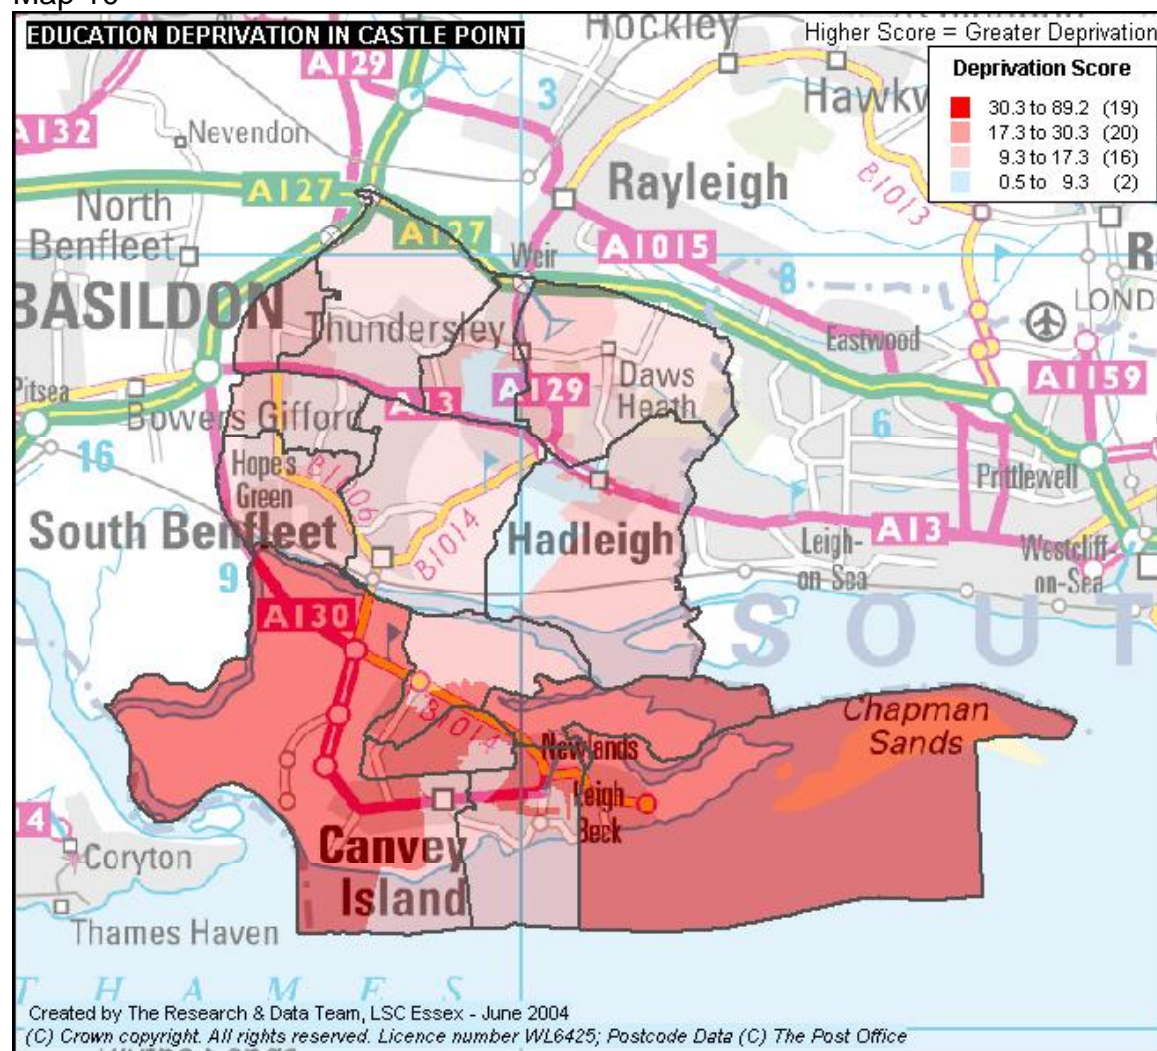 EDUCATION DEPRIVATION IN CASTLE POINT
Higher Score = Greater Deprivation
Deprivation Score
30.3 to 89.2 (19)
17.3 to 30.3 (20)
9.3 to 17.3 (16)
0.5 to 9.3 (2)
Hockley
A129
3
A132
Nevendon
Rayleigh
B1013
A127
North
Benfleet
A127
Weir
A1015
8
BASILDON
Thundersley
Eastwood
Pitsea
A13
A129
Daws
Heath
A1159
Bowers Gifford
6
16
Hope's
Green
B1006
Prittlewell
South Benfleet
B1014
Hadleigh
Leigh-
on-Sea
A13
Westcliff-
on-Sea
9
A130
SOUT
B1014
Chapman
Sands
Newlands
Leigh
Beck
4
Coryton
Canvey
Island
Thames Haven
THAMES
Created by The Research & Data Team, LSC Essex - June 2004
(C) Crown copyright. All rights reserved. Licence number WL6425; Postcode Data (C) The Post Office